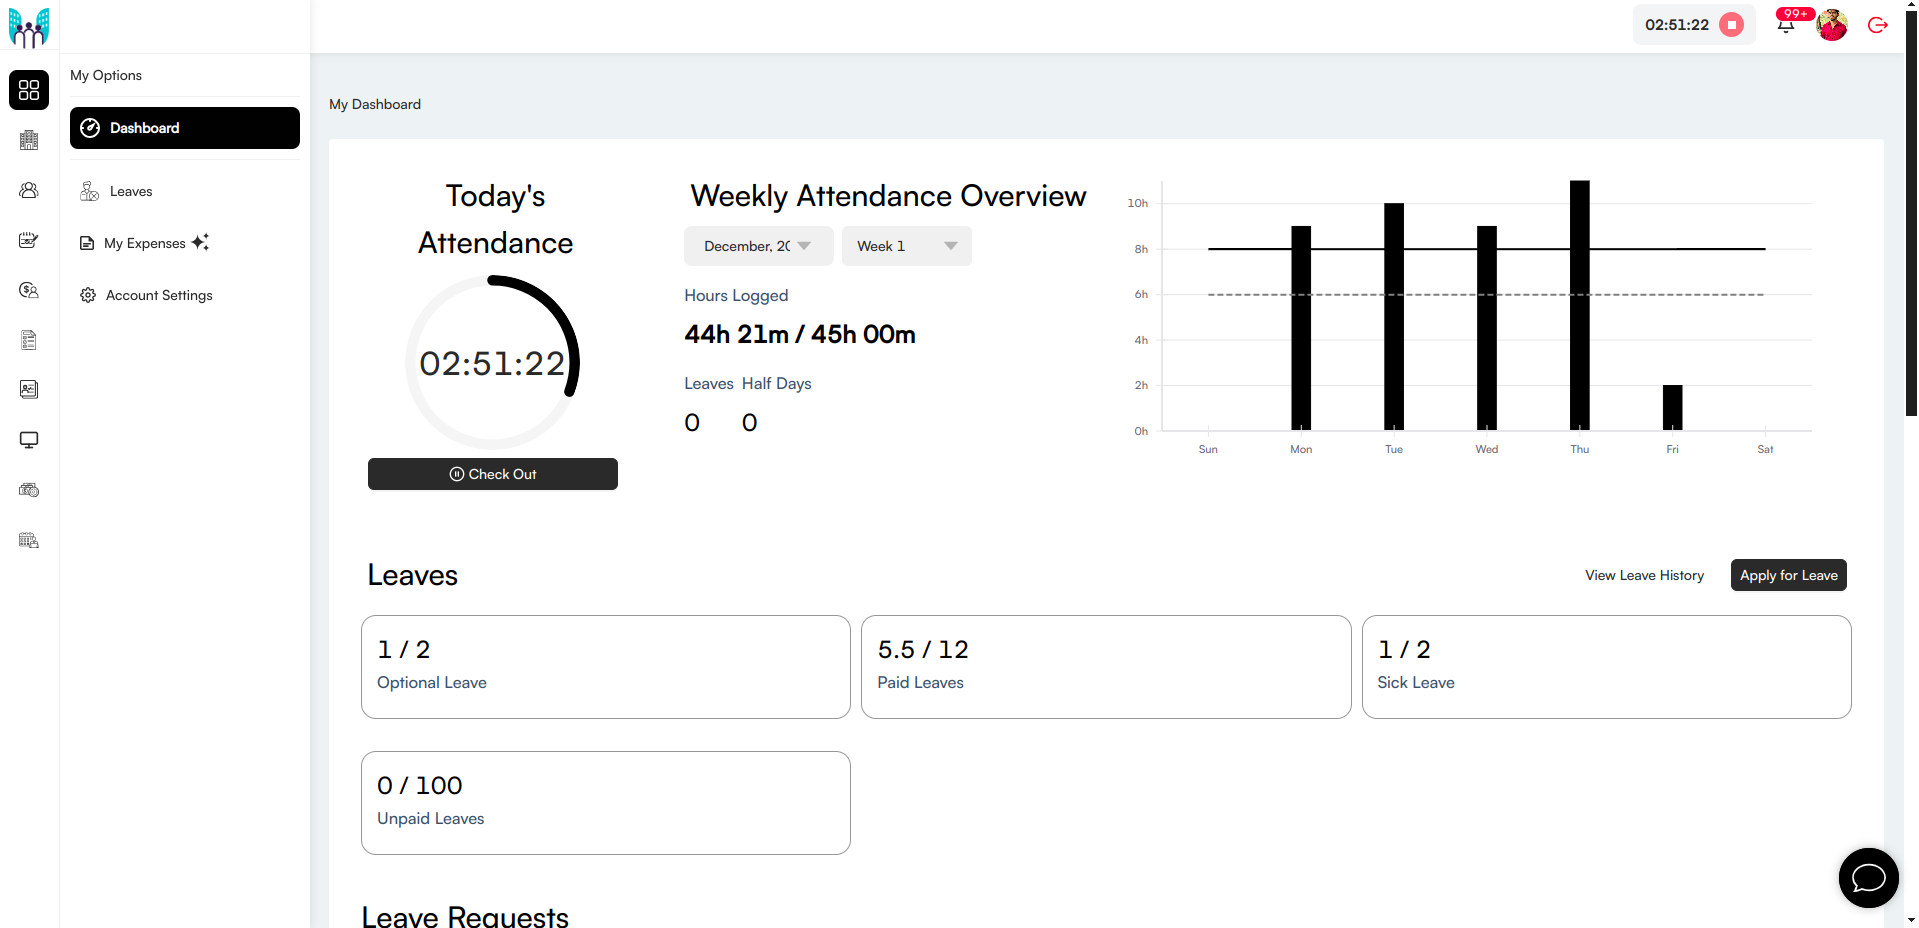 02:51:22
99+
My Options
Dashboard
Leaves
My Expenses
Account Settings
My Dashboard
Today's
Attendance
02:51:22
Check Out
Weekly Attendance Overview
December, 20
Week 1
Hours Logged
44h 21m / 45h 00m
Leaves Half Days
0 0
10h
8h
6h
4h
2h
0h
Sun Mon Tue Wed Thu Fri Sat
Leaves
View Leave History
Apply for Leave
1 / 2
Optional Leave
5.5 / 12
Paid Leaves
1 / 2
Sick Leave
0 / 100
Unpaid Leaves
Leave Requests